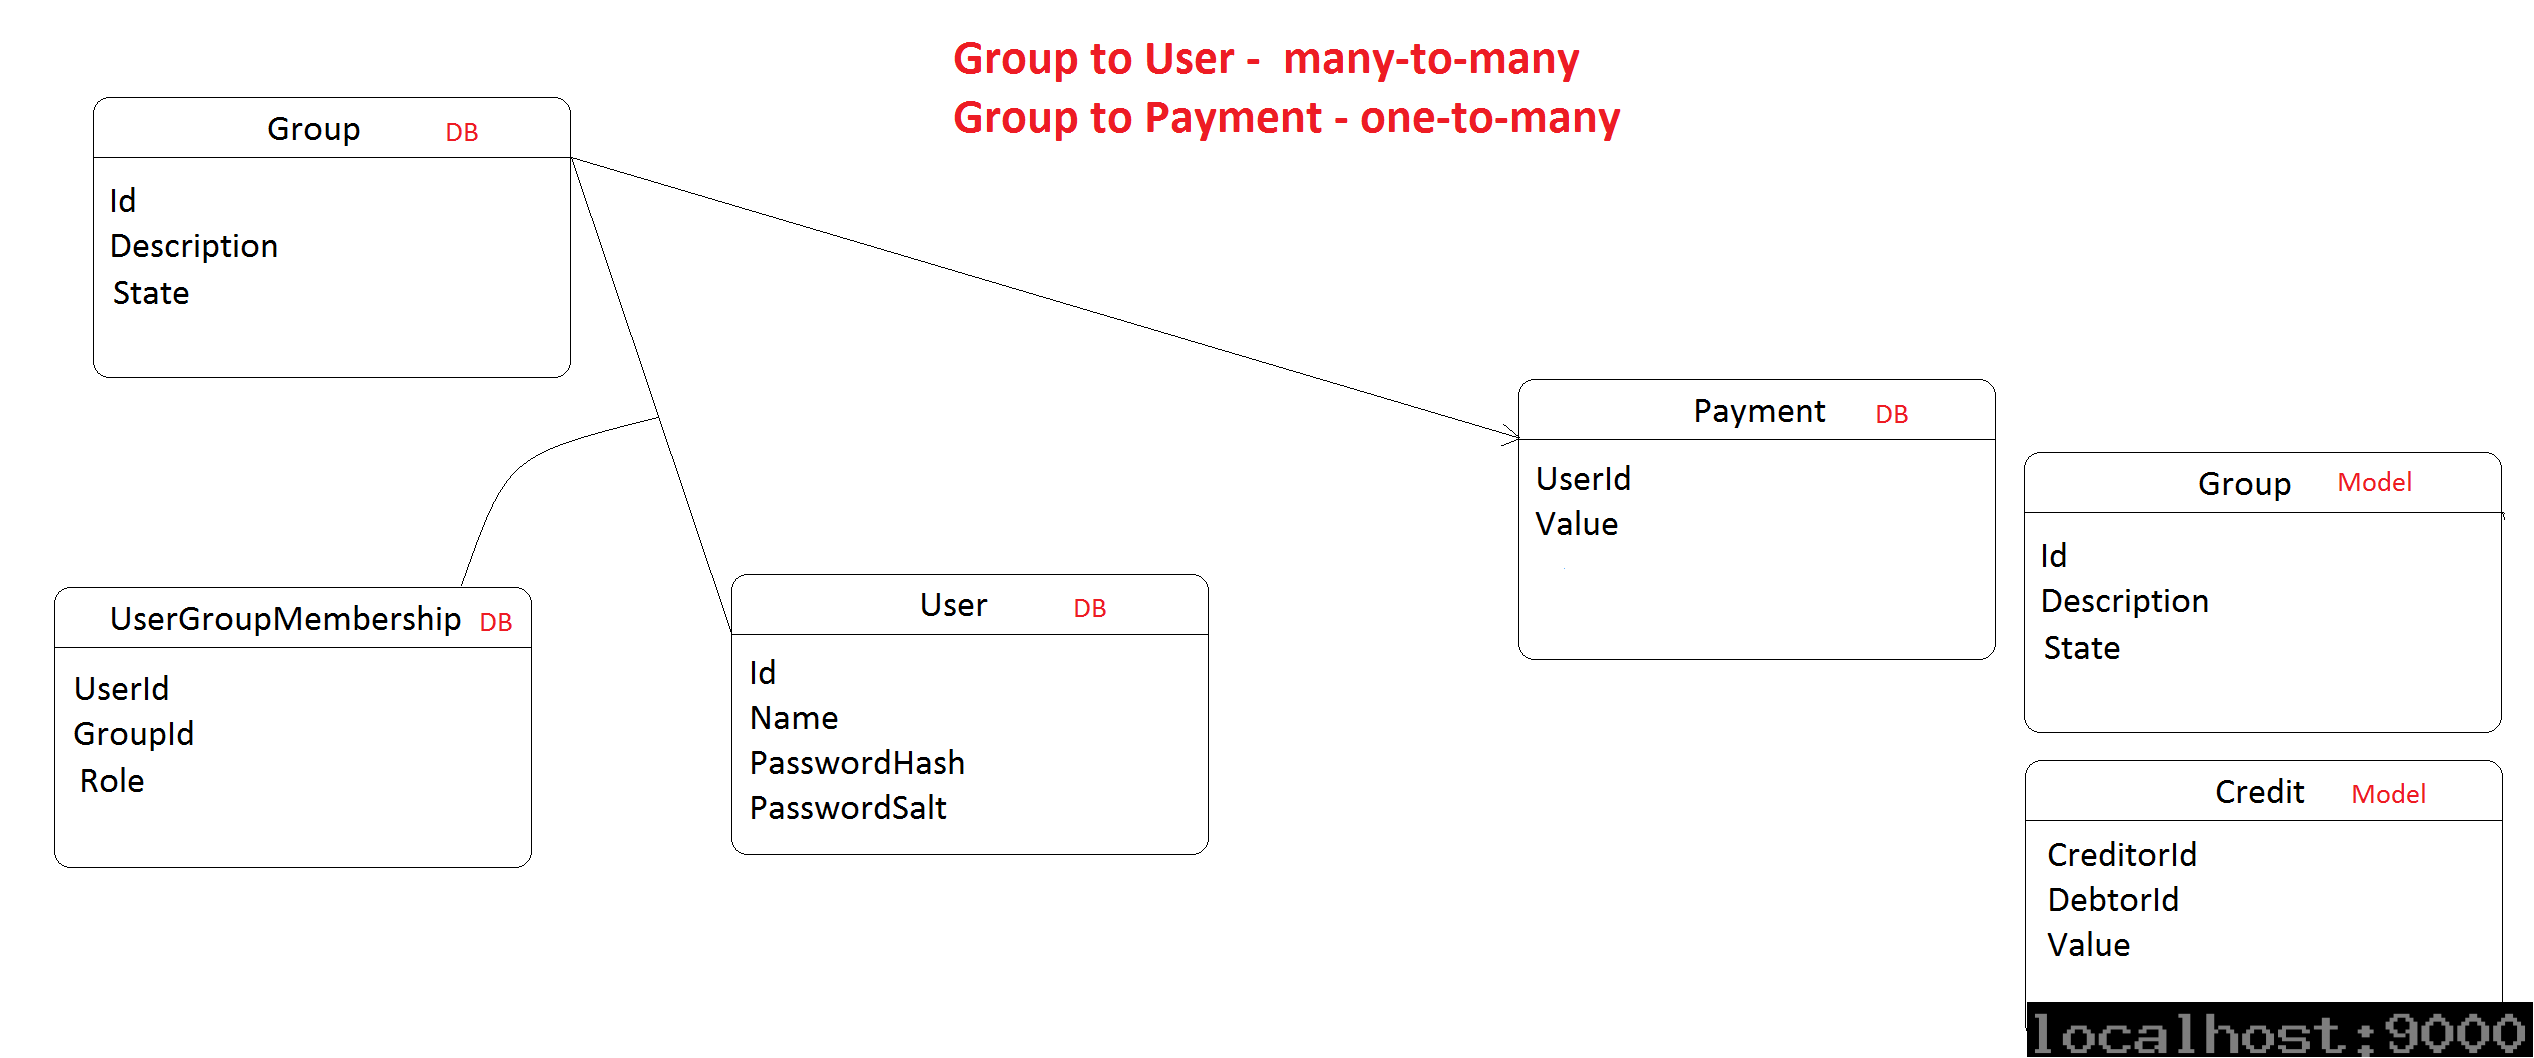 Group to User -  many-to-many
Group to Payment - one-to-many
Group DB
Id
Description
State
Payment DB
UserId
Value
Group Model
Id
Description
State
UserGroupMembership DB
UserId
GroupId
Role
User DB
Id
Name
PasswordHash
PasswordSalt
Credit Model
CreditorId
DebtorId
Value
localhost:9000